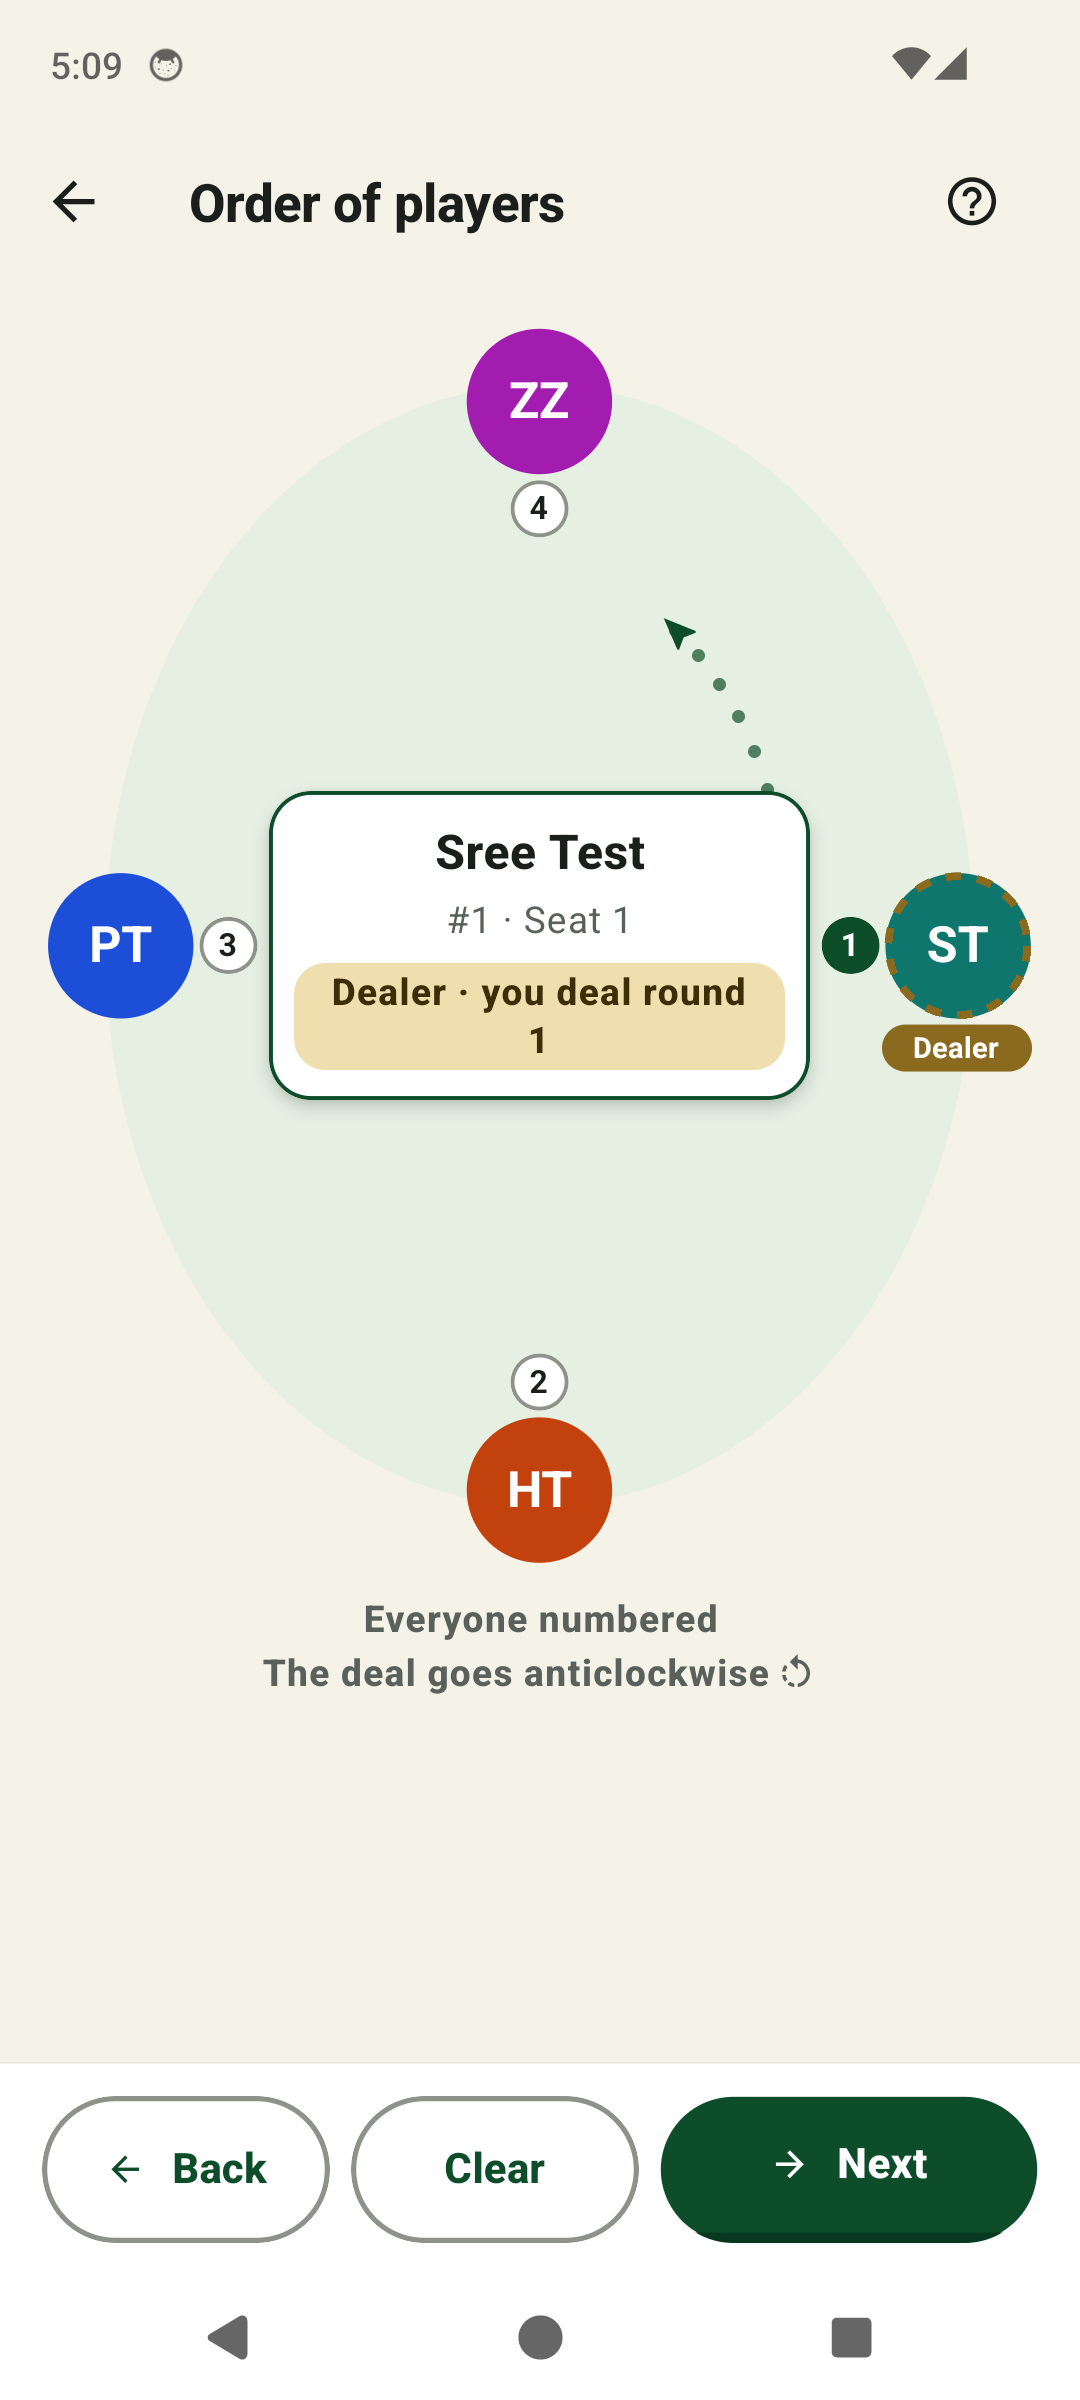 5:09
Order of players
ZZ
4
Sree Test
#1 · Seat 1
Dealer · you deal round
1
PT
3
1
ST
Dealer
2
HT
Everyone numbered
The deal goes anticlockwise
Back
Clear
Next